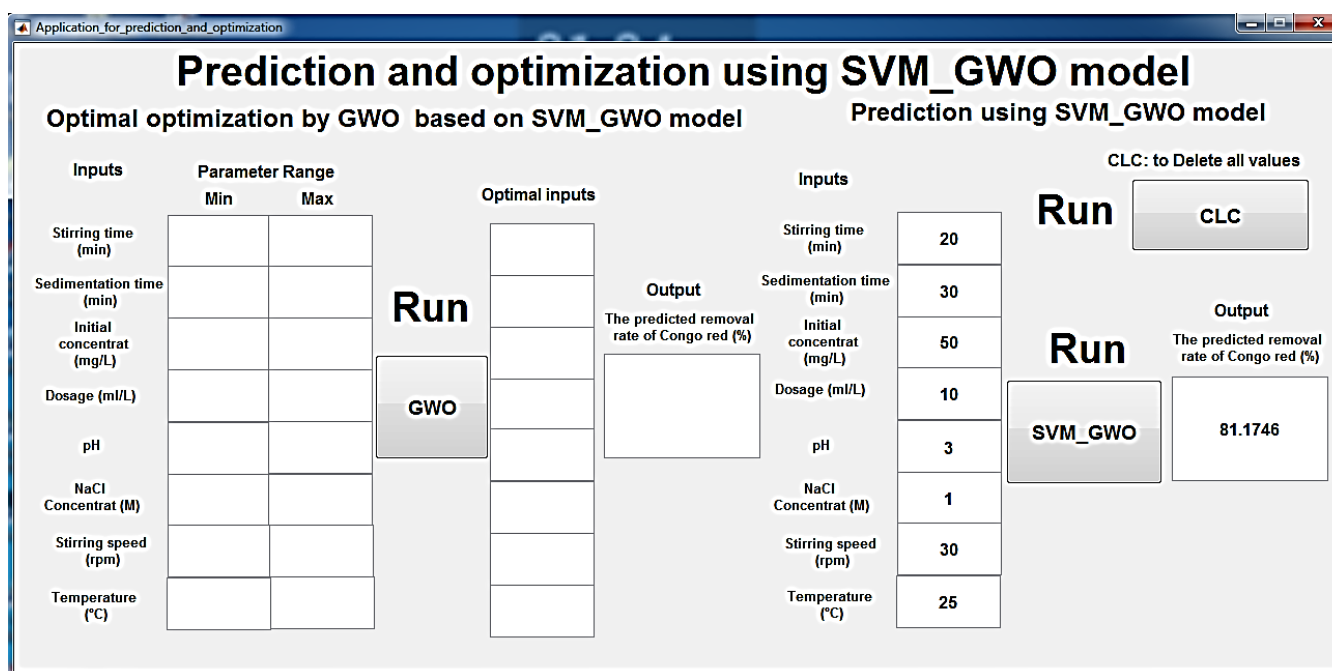 Application_for_prediction_and_optimization
Prediction and optimization using SVM_GWO model
Optimal optimization by GWO based on SVM_GWO model
Inputs
Parameter Range
Min
Max
Optimal inputs
Stirring time
(min)
Sedimentation time
(min)
Initial
concentrat
(mg/L)
Dosage (ml/L)
pH
NaCl
Concentrat (M)
Stirring speed
(rpm)
Temperature
(°C)
Run
GWO
Output
The predicted removal
rate of Congo red (%)
Prediction using SVM_GWO model
CLC: to Delete all values
Run
CLC
Inputs
Stirring time
(min)
20
Sedimentation time
(min)
30
Initial
concentrat
(mg/L)
50
Dosage (ml/L)
10
pH
3
NaCl
Concentrat (M)
1
Stirring speed
(rpm)
30
Temperature
(°C)
25
Run
SVM_GWO
Output
The predicted removal
rate of Congo red (%)
81.1746